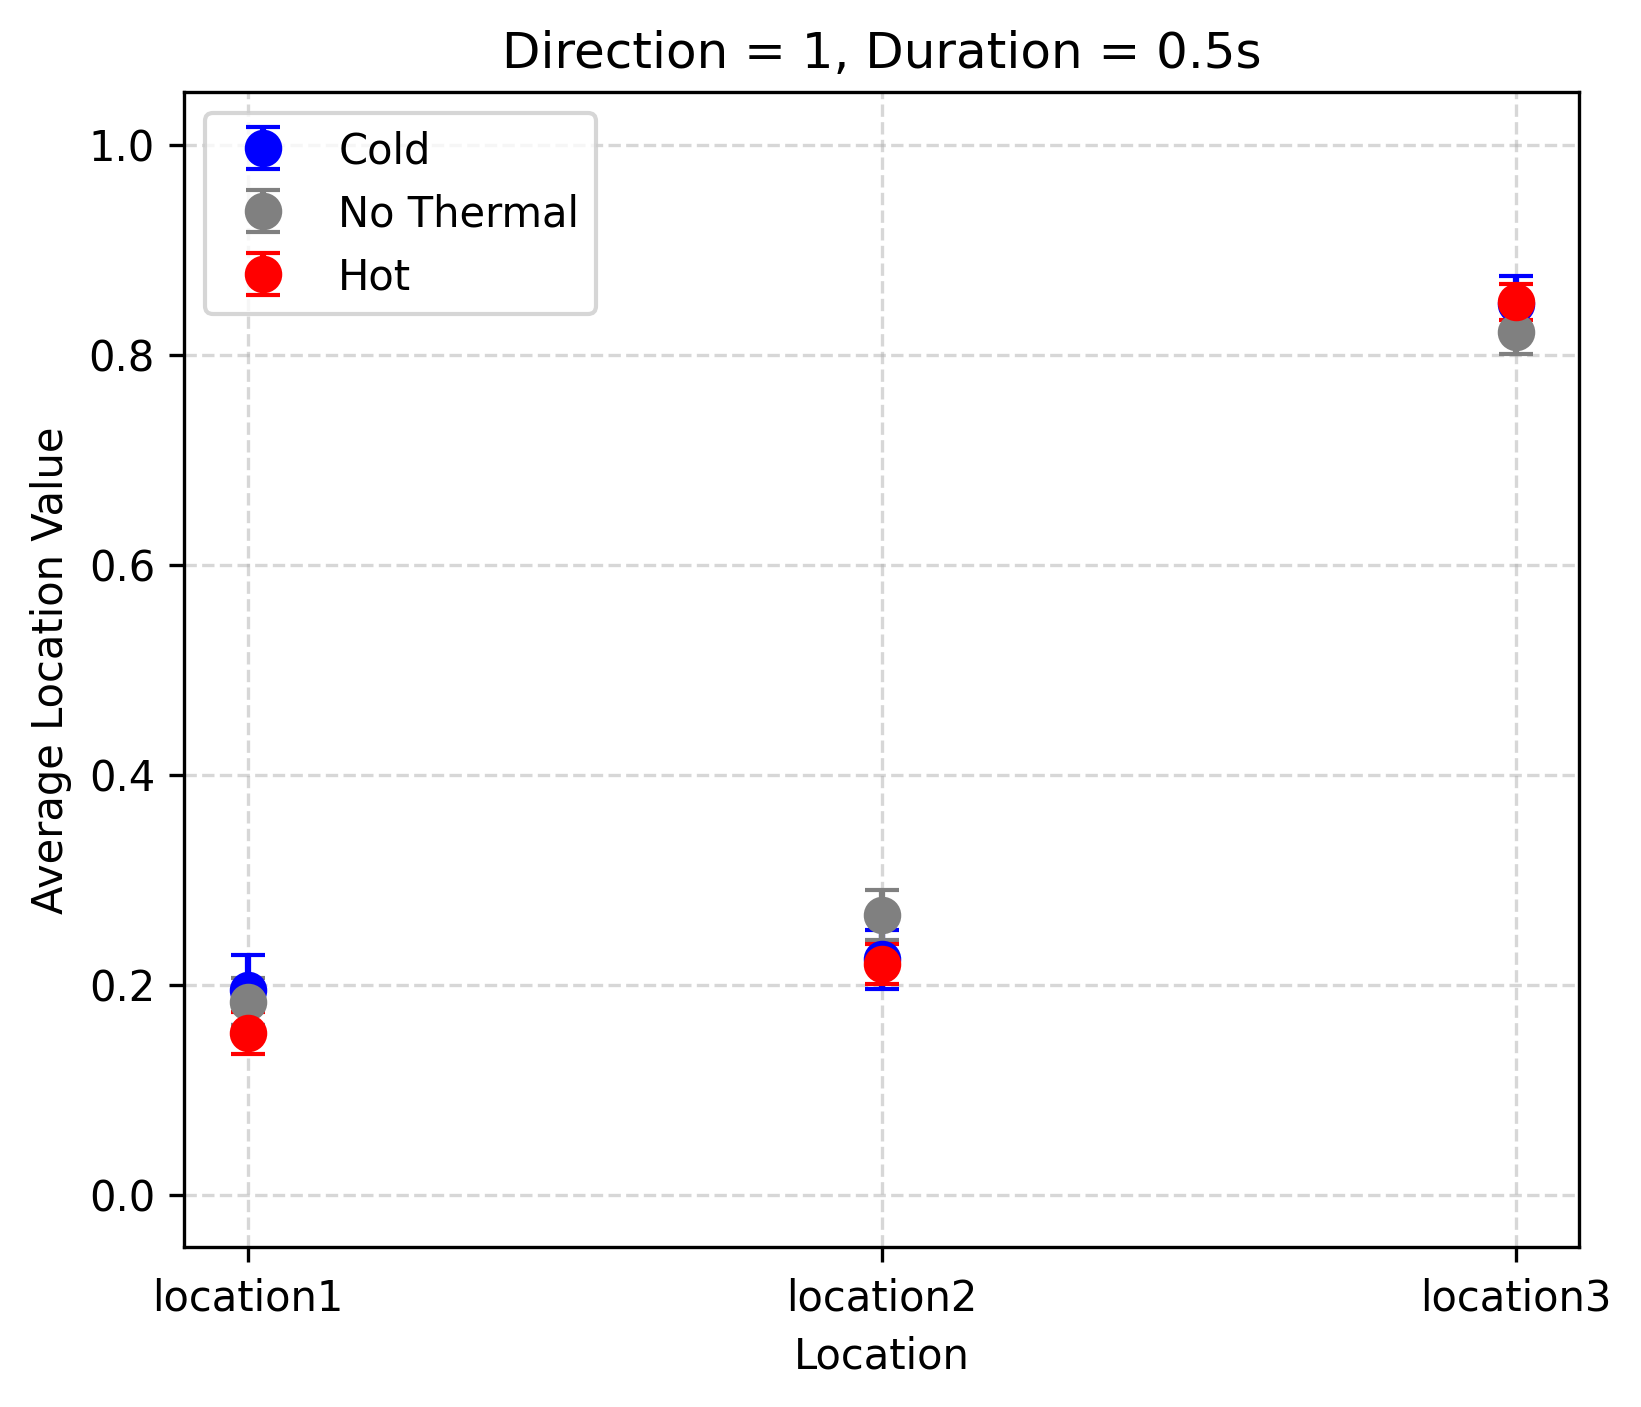 Direction = 1, Duration = 0.5s
Cold
No Thermal
Hot
1.0
0.8
0.6
0.4
0.2
0.0
Average Location Value
location1
location2
location3
Location